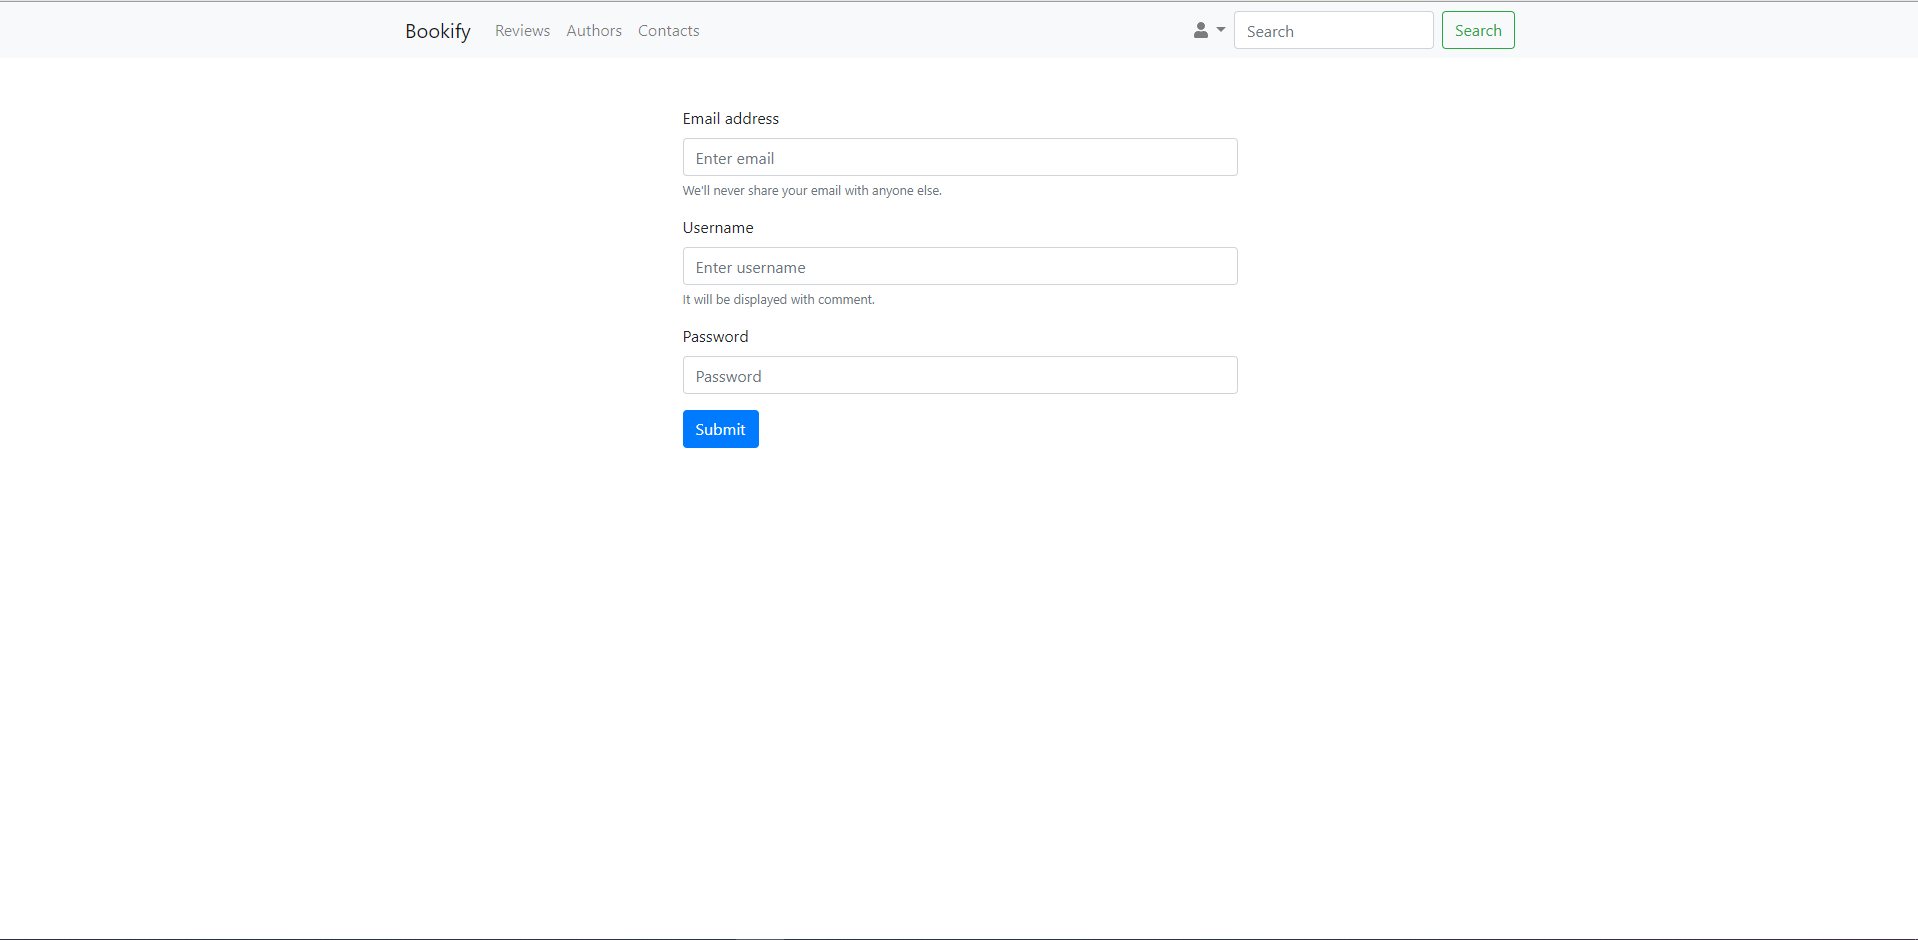 Bookify Reviews Authors Contacts Search Search
Email address
Enter email
We'll never share your email with anyone else.
Username
Enter username
It will be displayed with comment.
Password
Password
Submit